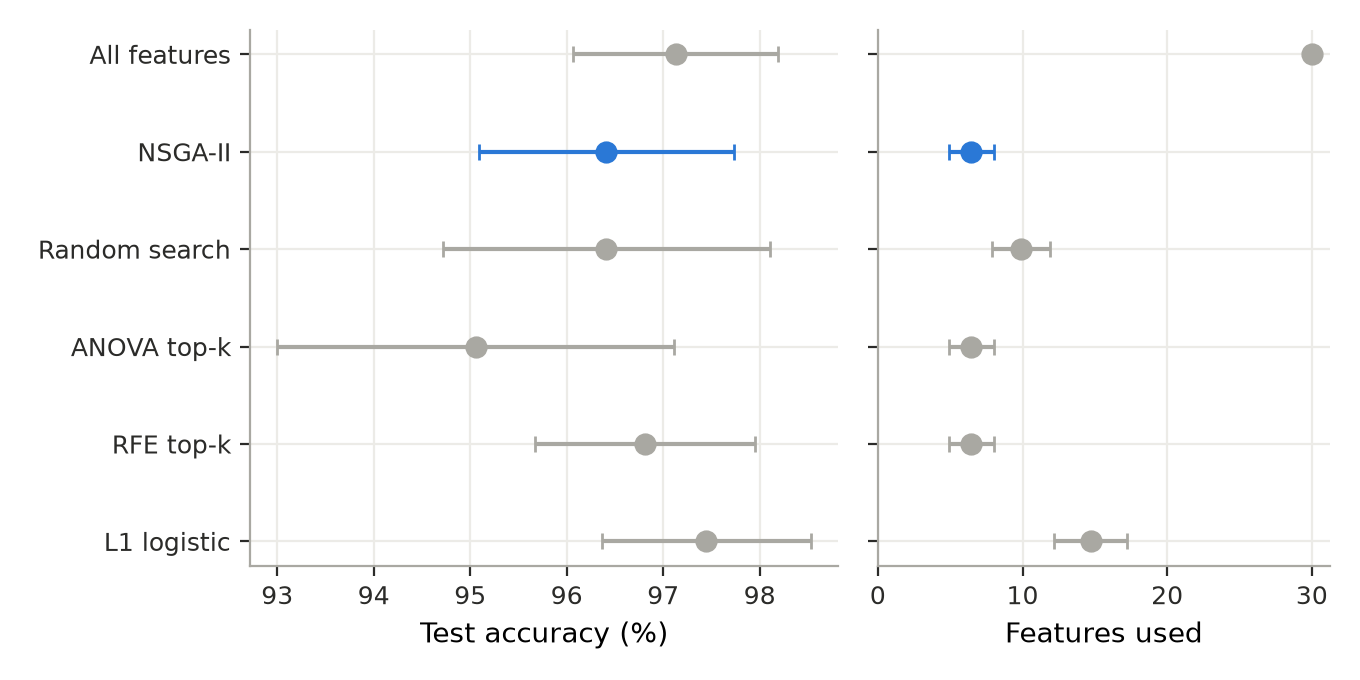 All features
NSGA-II
Random search
ANOVA top-k
RFE top-k
L1 logistic
93 94 95 96 97 98
Test accuracy (%)
0 10 20 30
Features used